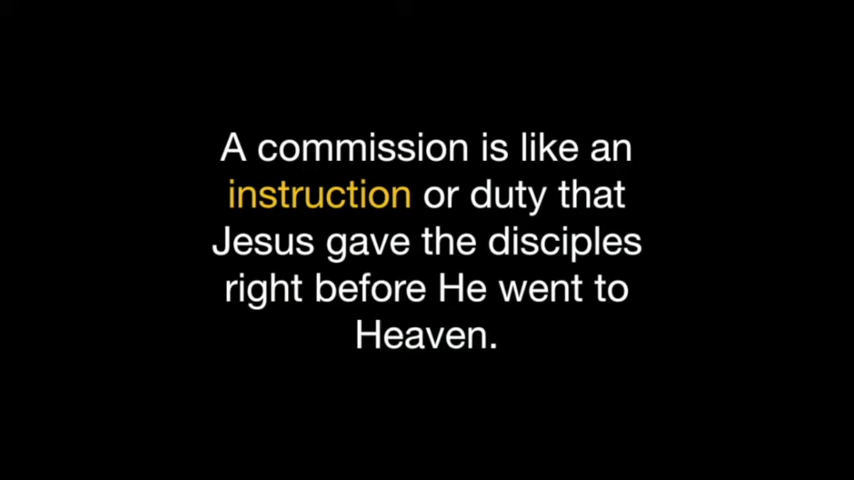 A commission is like an
instruction or duty that
Jesus gave the disciples
right before He went to
Heaven.